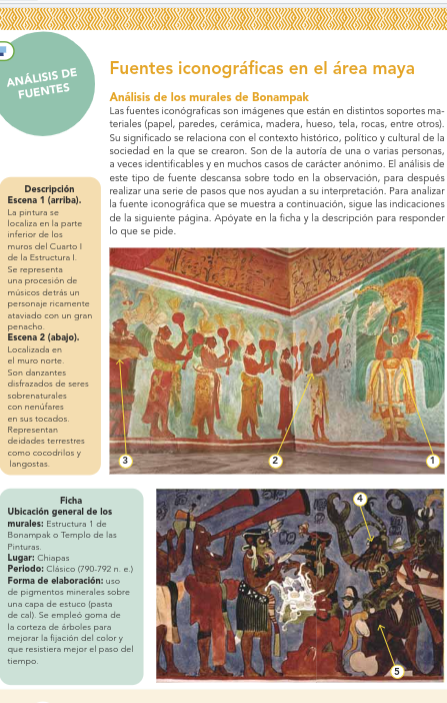 ANÁLISIS DE
FUENTES
Fuentes iconográficas en el área maya
Análisis de los murales de Bonampak
Las fuentes iconógraficas son imágenes que están en distintos soportes ma-
teriales (papel, paredes, cerámica, madera, hueso, tela, rocas, entre otros).
Su significado se relaciona con el contexto histórico, político y cultural de la
sociedad en la que se crearon. Son de la autoría de una o varias personas,
a veces identificables y en muchos casos de carácter anónimo. El análisis de
este tipo de fuente descansa sobre todo en la observación, para después
realizar una serie de pasos que nos ayudan a su interpretación. Para analizar
la fuente iconográfica que se muestra a continuación, sigue las indicaciones
de la siguiente página. Apóyate en la ficha y la descripción para responder
lo que se pide.
Descripción
Escena 1 (arriba).
La pintura se
localiza en la parte
inferior de los
muros del Cuarto I
de la Estructura I.
Se representa
una procesión de
músicos detrás un
personaje ricamente
ataviado con un gran
penacho.
Escena 2 (abajo).
Localizada en
el muro norte.
Son danzantes
disfrazados de seres
sobrenaturales
con nenúfares
en sus tocados.
Representan
deidades terrestres
como cocodrilos y
langostas.
3
2
1
Ficha
Ubicación general de los
murales: Estructura 1 de
Bonampak o Templo de las
Pinturas.
Lugar: Chiapas
Periodo: Clásico (790-792 n. e.)
Forma de elaboración: uso
de pigmentos minerales sobre
una capa de estuco (pasta
de cal). Se empleó goma de
la corteza de árboles para
mejorar la fijación del color y
que resistiera mejor el paso del
tiempo.
4
5